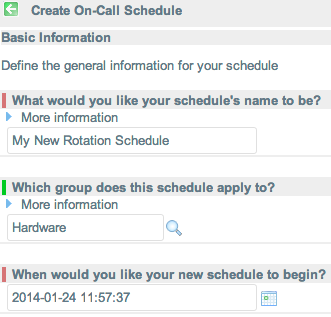 Create On-Call Schedule
Basic Information
Define the general information for your schedule
What would you like your schedule's name to be?
More information
My New Rotation Schedule
Which group does this schedule apply to?
More information
Hardware
When would you like your new schedule to begin?
2014-01-24 11:57:37